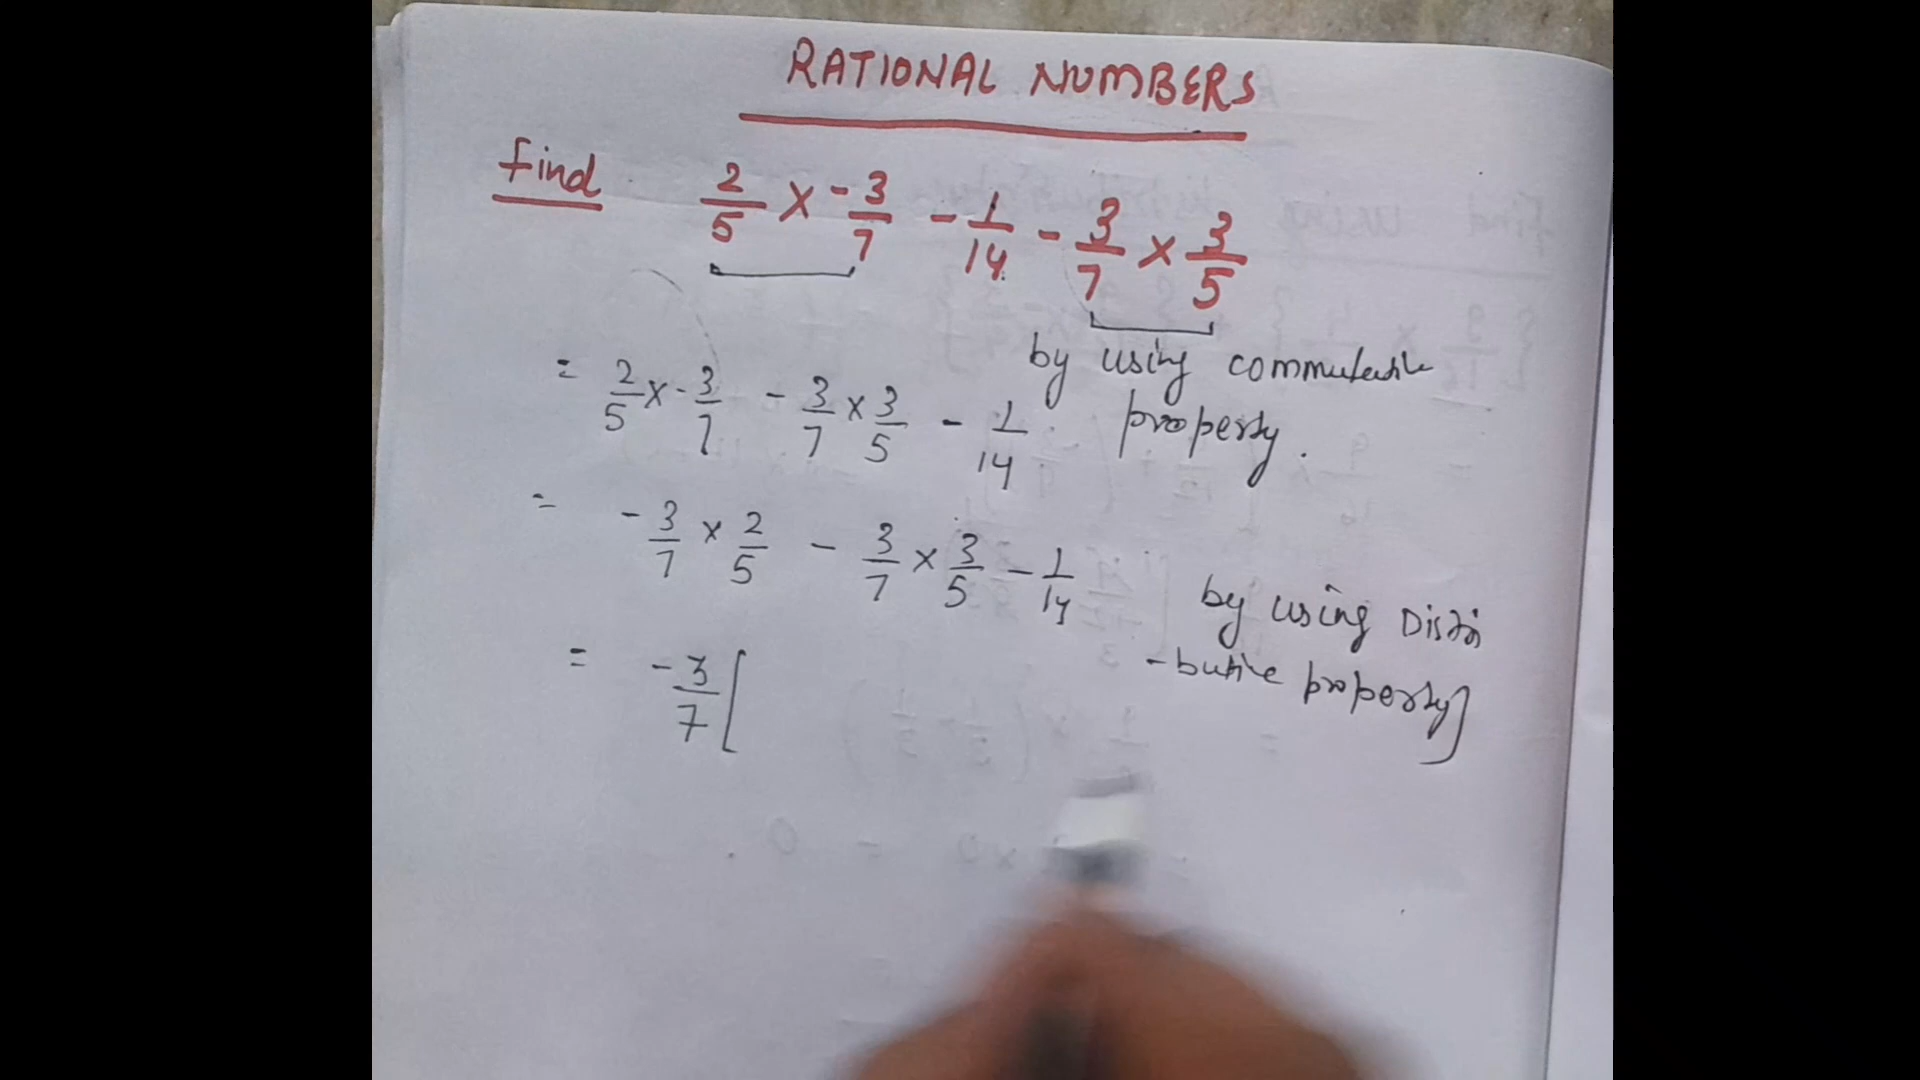 RATIONAL NUMBERS
Find 2/5 × -3/7 - 1/14 - 3/7 × 3/5
= 2/5 × -3/7 - 3/7 × 3/5 - 1/14
by using commutative
property.
= -3/7 × 2/5 - 3/7 × 3/5 - 1/14
by using Distri
-butive property]
= -3/7 [